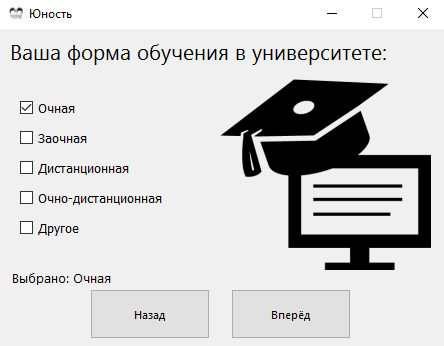 Юность
Ваша форма обучения в университете:
Очная
Заочная
Дистанционная
Очно-дистанционная
Другое
Выбрано: Очная
Назад
Вперёд